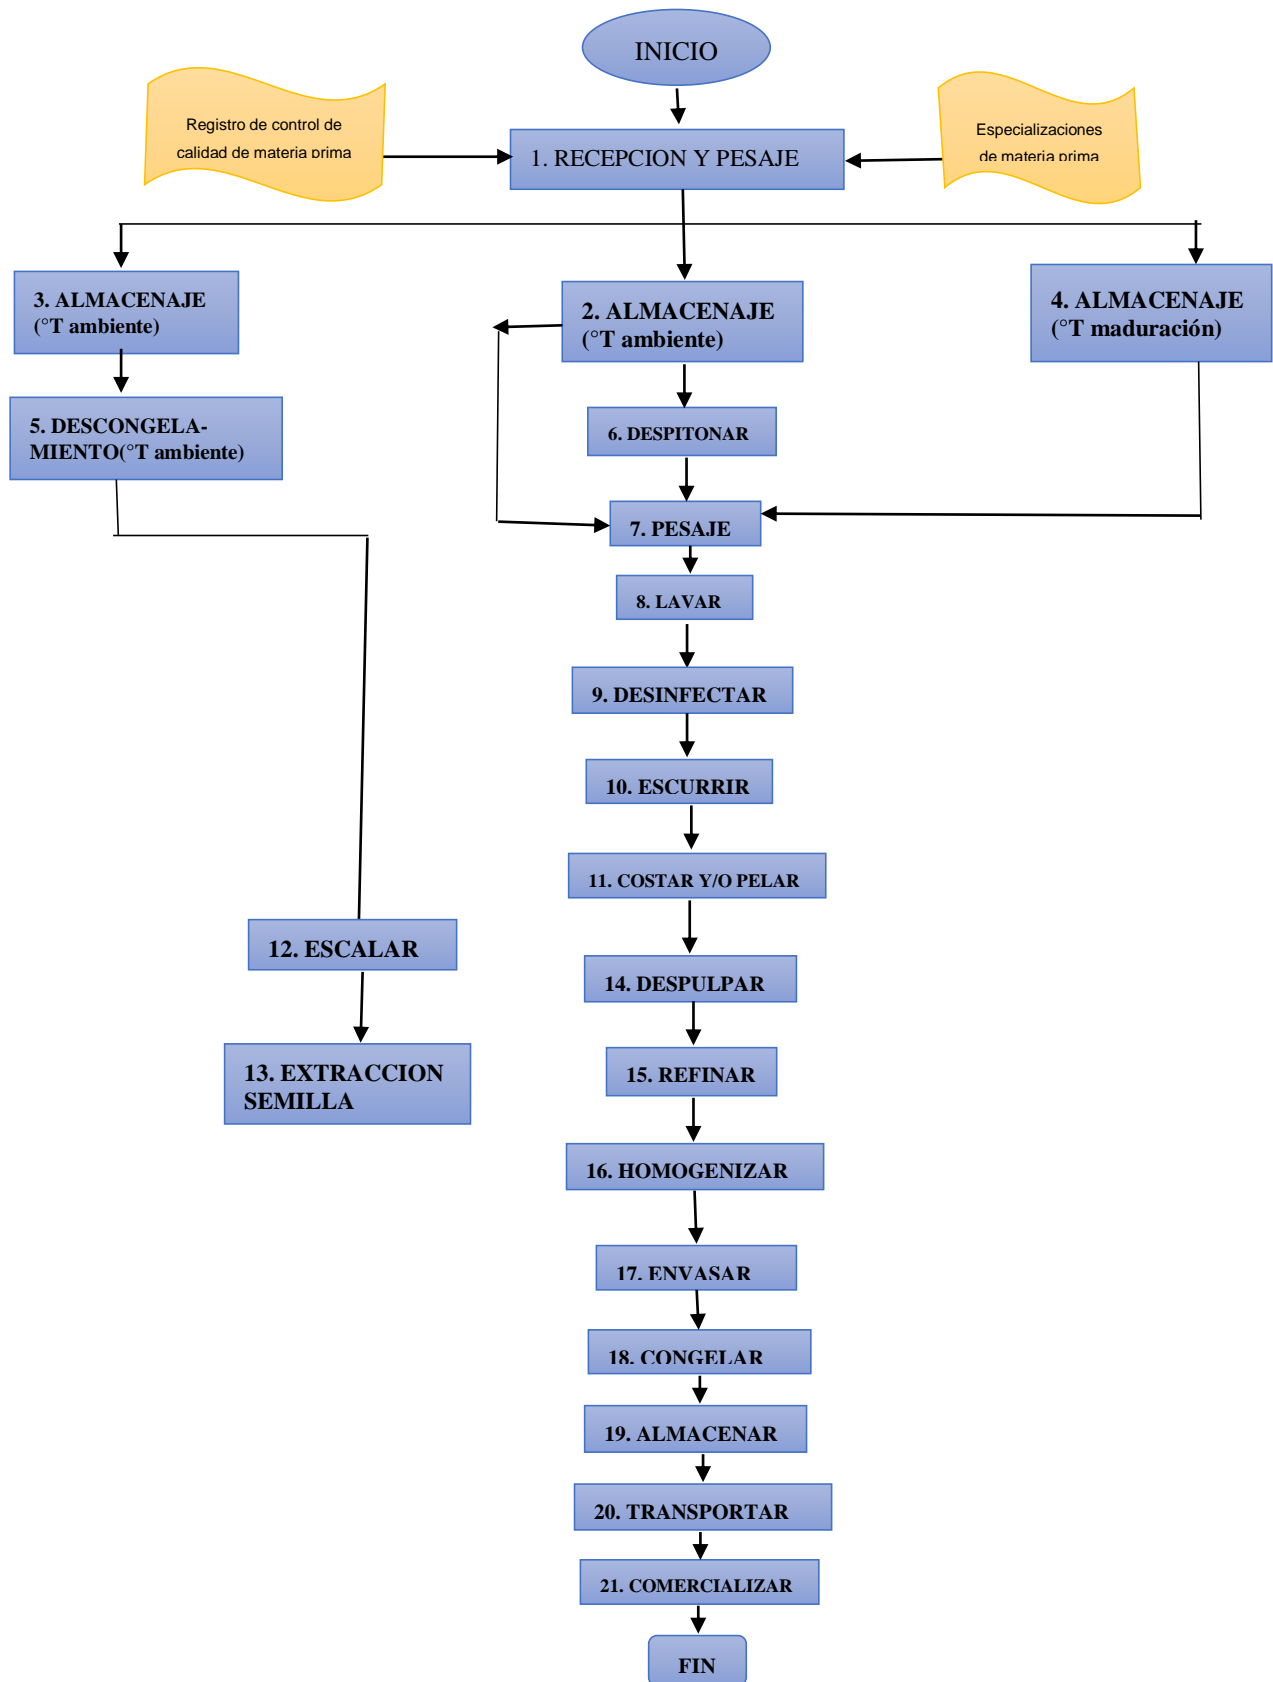 INICIO
Registro de control de
calidad de materia prima
Especializaciones
de materia prima
1. RECEPCION Y PESAJE
3. ALMACENAJE
(°T ambiente)
2. ALMACENAJE
(°T ambiente)
4. ALMACENAJE
(°T maduración)
5. DESCONGELA-
MIENTO(°T ambiente)
6. DESPITONAR
7. PESAJE
8. LAVAR
9. DESINFECTAR
10. ESCURRIR
11. COSTAR Y/O PELAR
12. ESCALAR
14. DESPULPAR
13. EXTRACCION
SEMILLA
15. REFINAR
16. HOMOGENIZAR
17. ENVASAR
18. CONGELAR
19. ALMACENAR
20. TRANSPORTAR
21. COMERCIALIZAR
FIN